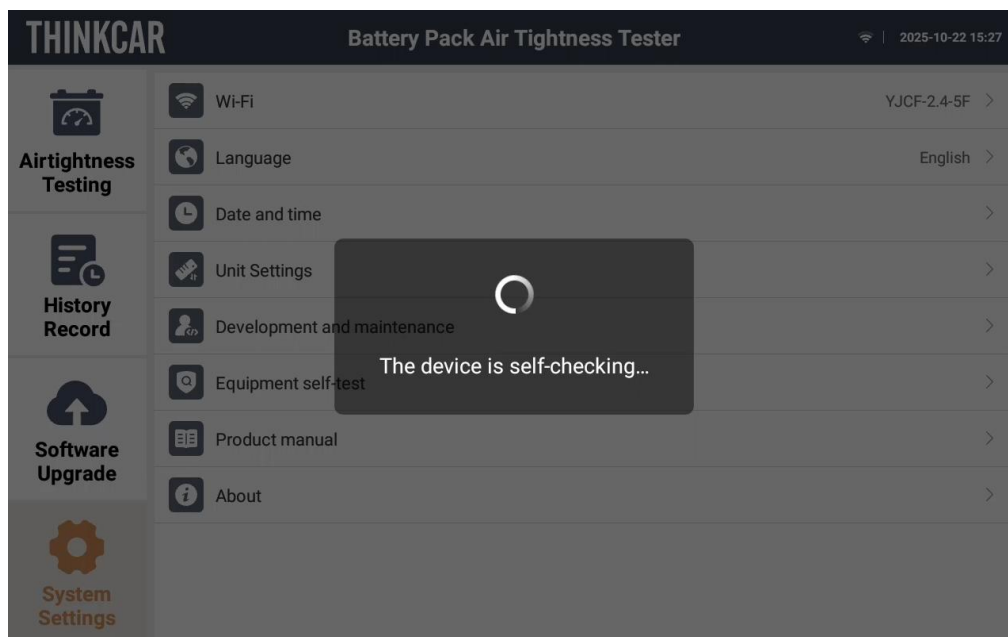 THINKCAR
Battery Pack Air Tightness Tester
2025-10-22 15:27
Airtightness
Testing
History
Record
Software
Upgrade
System
Settings
Wi-Fi
YJCF-2.4-5F
Language
English
Date and time
Unit Settings
Development and maintenance
Equipment self-test
Product manual
About
The device is self-checking...